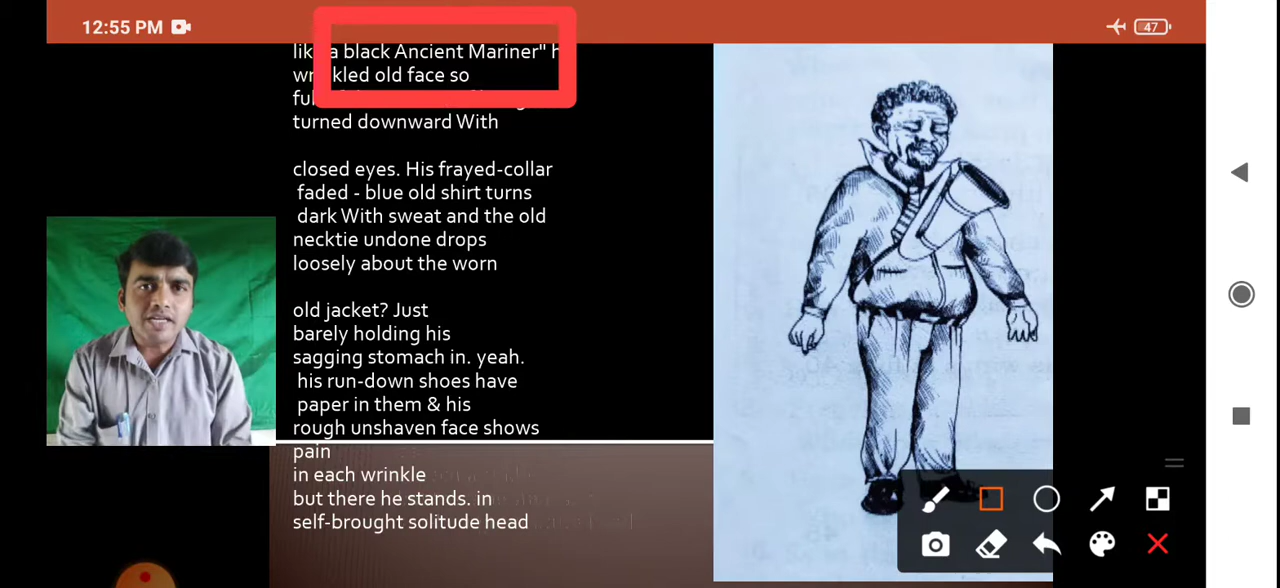 12:55 PM
47
a black Ancient Mariner"
wrinkled old face so
turned downward With
closed eyes. His frayed-collar
faded - blue old shirt turns
dark With sweat and the old
necktie undone drops
loosely about the worn
old jacket? Just
barely holding his
sagging stomach in. yeah.
his run-down shoes have
paper in them & his
rough unshaven face shows
pain
in each wrinkle
but there he stands. in
self-brought solitude head